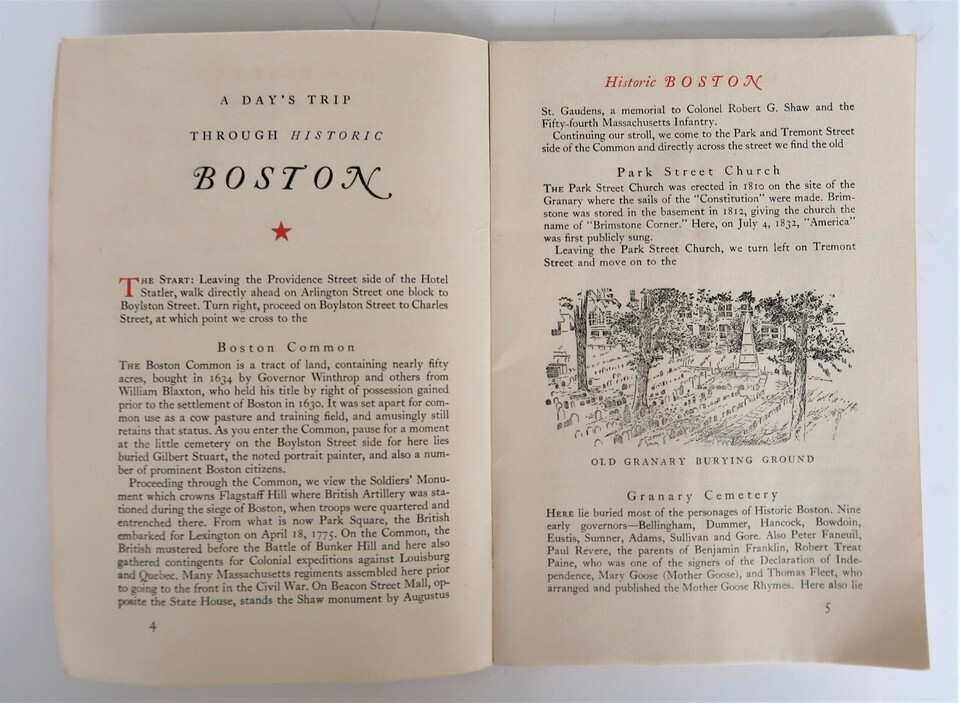 A DAY'S TRIP
THROUGH HISTORIC
BOSTON
THE START: Leaving the Providence Street side of the Hotel
Statler, walk directly ahead on Arlington Street one block to
Boylston Street. Turn right, proceed on Boylston Street to Charles
Street, at which point we cross to the
Boston Common
THE Boston Common is a tract of land, containing nearly fifty
acres, bought in 1634 by Governor Winthrop and others from
William Blaxton, who held his title by right of possession gained
prior to the settlement of Boston in 1630. It was set apart for com-
mon use as a cow pasture and training field, and amusingly still
retains that status. As you enter the Common, pause for a moment
at the little cemetery on the Boylston Street side for here lies
buried Gilbert Stuart, the noted portrait painter, and also a num-
ber of prominent Boston citizens.
Proceeding through the Common, we view the Soldiers' Monu-
ment which crowns Flagstaff Hill where British Artillery was sta-
tioned during the siege of Boston, when troops were quartered and
entrenched there. From what is now Park Square, the British
embarked for Lexington on April 18, 1775. On the Common, the
British mustered before the Battle of Bunker Hill and here also
gathered contingents for Colonial expeditions against Louisburg
and Quebec. Many Massachusetts regiments assembled here prior
to going to the front in the Civil War. On Beacon Street Mall, op-
posite the State House, stands the Shaw monument by Augustus
4
Historic BOSTON
St. Gaudens, a memorial to Colonel Robert G. Shaw and the
Fifty-fourth Massachusetts Infantry.
Continuing our stroll, we come to the Park and Tremont Street
side of the Common and directly across the street we find the old
Park Street Church
THE Park Street Church was erected in 1810 on the site of the
Granary where the sails of the "Constitution" were made. Brim-
stone was stored in the basement in 1812, giving the church the
name of "Brimstone Corner." Here, on July 4, 1832, "America"
was first publicly sung.
Leaving the Park Street Church, we turn left on Tremont
Street and move on to the
OLD GRANARY BURYING GROUND
Granary Cemetery
HERE lie buried most of the personages of Historic Boston. Nine
early governors—Bellingham, Dummer, Hancock, Bowdoin,
Eustis, Sumner, Adams, Sullivan and Gore. Also Peter Faneuil,
Paul Revere, the parents of Benjamin Franklin, Robert Treat
Paine, who was one of the signers of the Declaration of Inde-
pendence, Mary Goose (Mother Goose), and Thomas Fleet, who
arranged and published the Mother Goose Rhymes. Here also lie
5